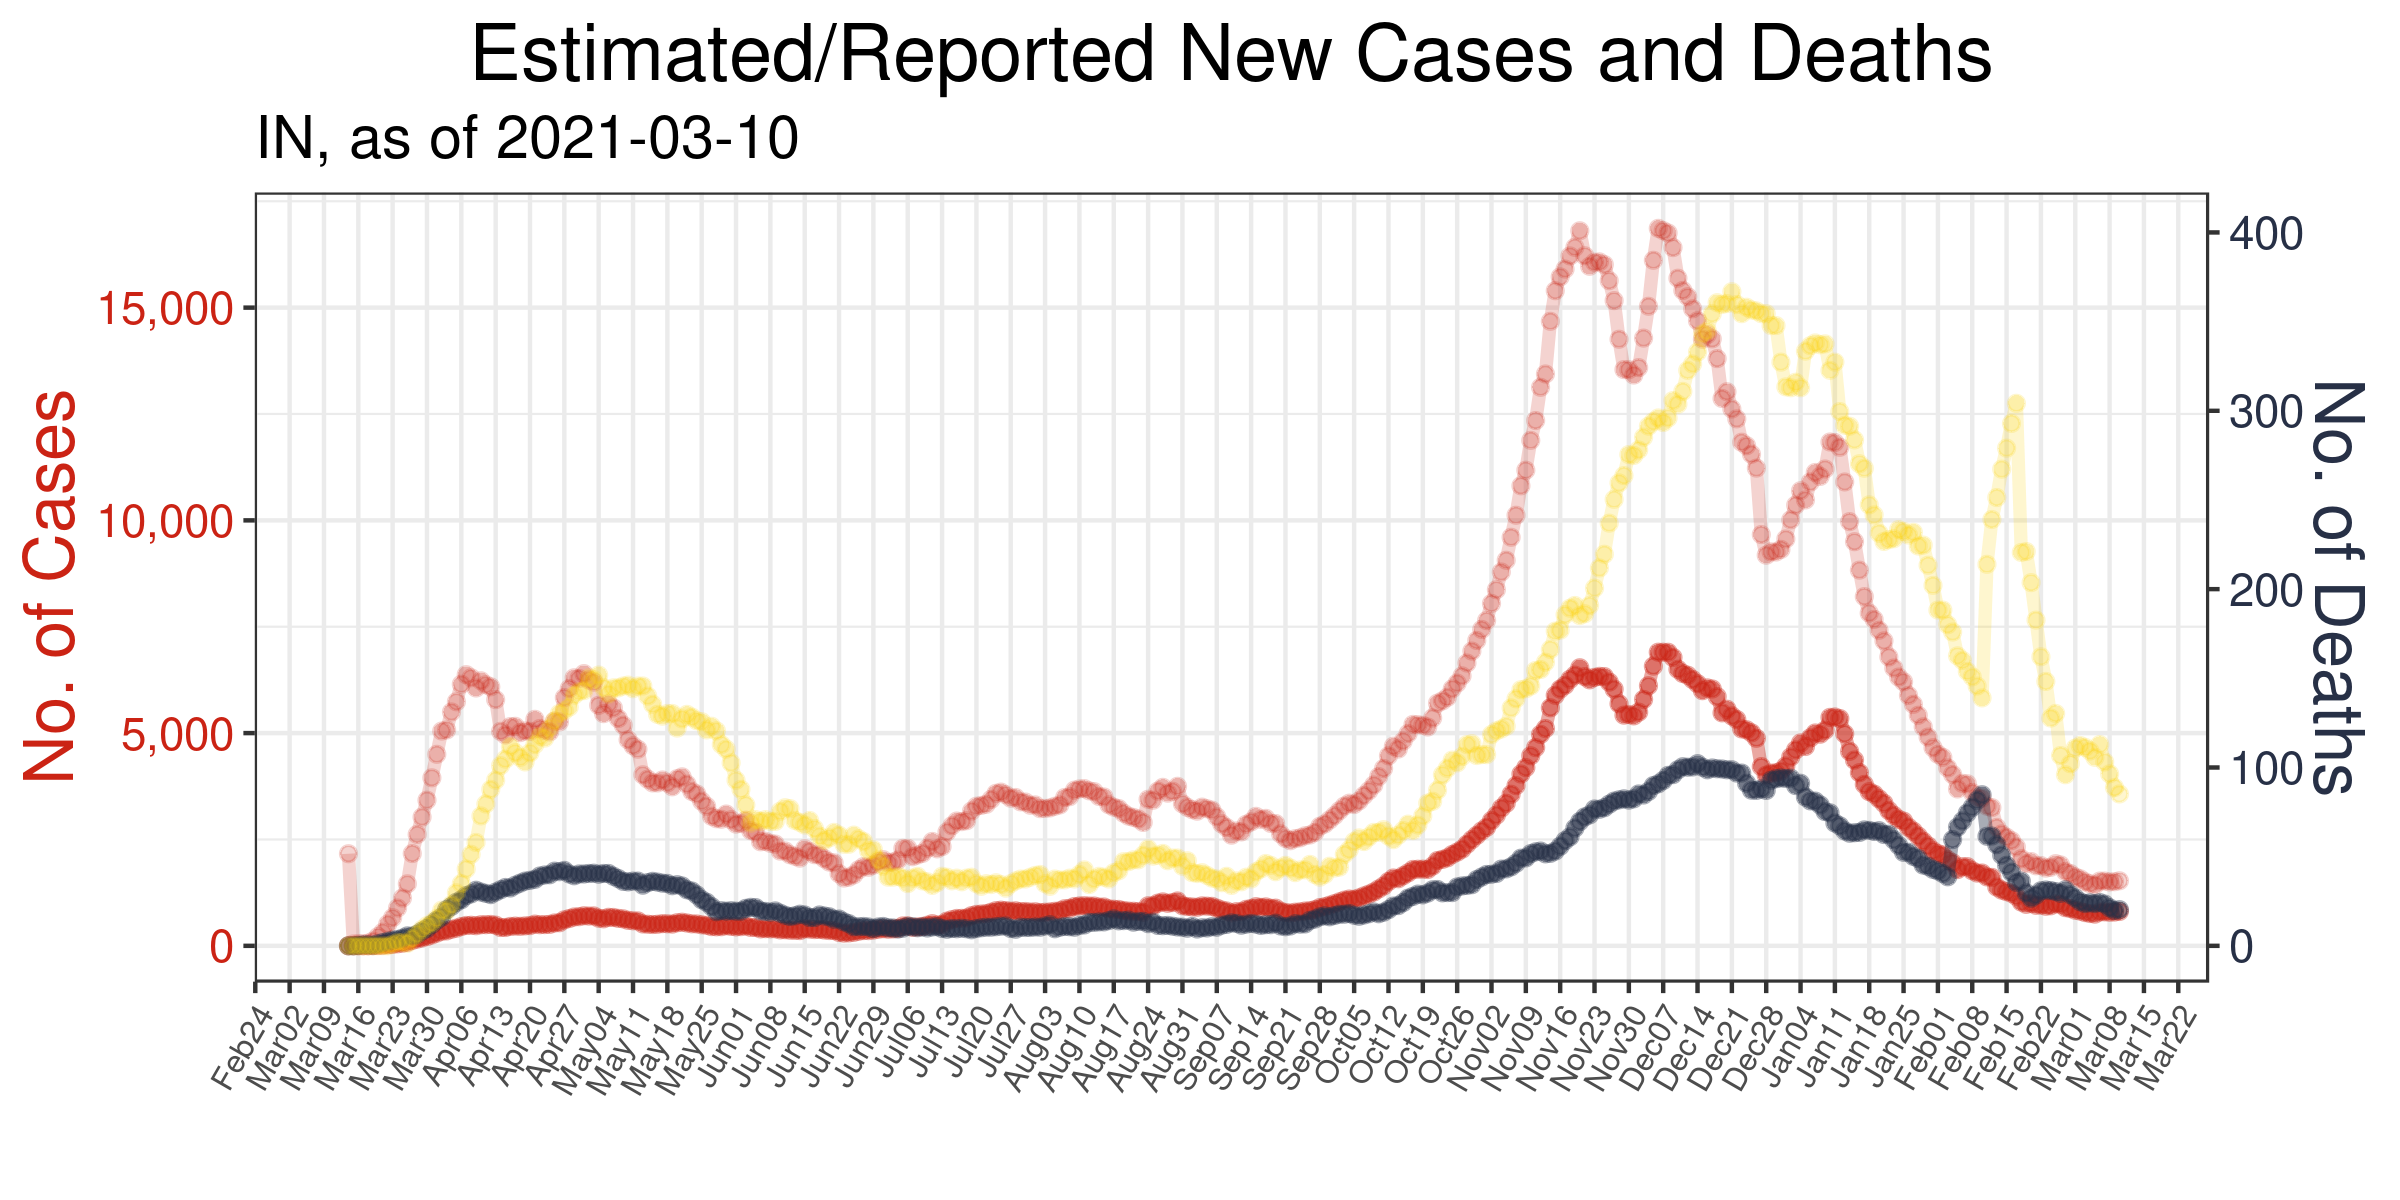 Estimated/Reported New Cases and Deaths
IN, as of 2021-03-10
No. of Cases
15,000
10,000
5,000
0
400
300
200
100
0
No. of Deaths
Feb24
Mar02
Mar09
Mar16
Mar23
Mar30
Apr06
Apr13
Apr20
Apr27
May04
May11
May18
May25
Jun01
Jun08
Jun15
Jun22
Jun29
Jul06
Jul13
Jul20
Jul27
Aug03
Aug10
Aug17
Aug24
Aug31
Sep07
Sep14
Sep21
Sep28
Oct05
Oct12
Oct19
Oct26
Nov02
Nov09
Nov16
Nov23
Nov30
Dec07
Dec14
Dec21
Dec28
Jan04
Jan11
Jan18
Jan25
Feb01
Feb08
Feb15
Feb22
Mar01
Mar08
Mar15
Mar22